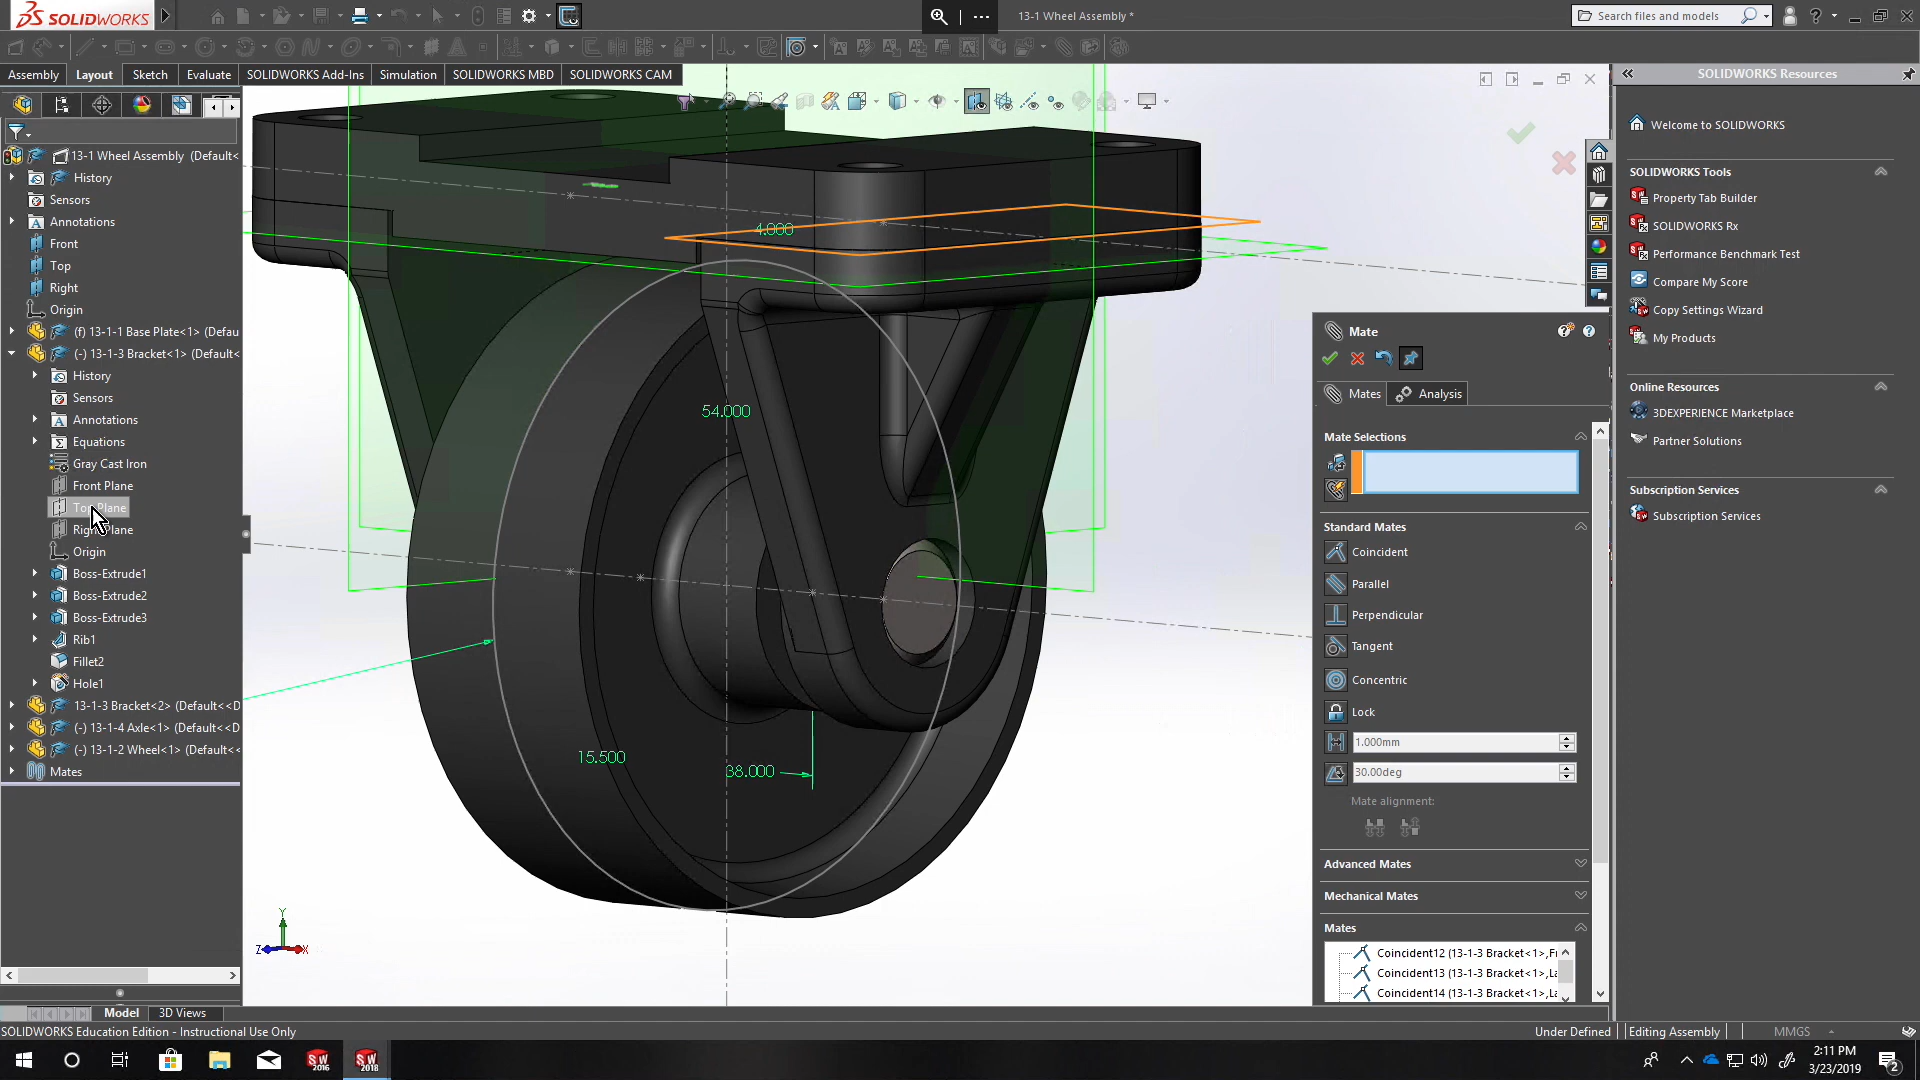 SOLIDWORKS
13-1 Wheel Assembly *
Search files and models
Assembly
Layout
Sketch
Evaluate
SOLIDWORKS Add-Ins
Simulation
SOLIDWORKS MBD
SOLIDWORKS CAM
13-1 Wheel Assembly (Default<
History
Sensors
Annotations
Front
Top
Right
Origin
(f) 13-1-1 Base Plate<1> (Defau
(-) 13-1-3 Bracket<1> (Default<
History
Sensors
Annotations
Equations
Gray Cast Iron
Front Plane
Top Plane
Right Plane
Origin
Boss-Extrude1
Boss-Extrude2
Boss-Extrude3
Rib1
Fillet2
Hole1
13-1-3 Bracket<2> (Default<<D
(-) 13-1-4 Axle<1> (Default<<D
(-) 13-1-2 Wheel<1> (Default<<
Mates
4.000
54.000
15.500
38.000
Y
Z
X
Mate
Mates
Analysis
Mate Selections
Standard Mates
Coincident
Parallel
Perpendicular
Tangent
Concentric
Lock
1.000mm
30.00deg
Mate alignment:
Advanced Mates
Mechanical Mates
Mates
Coincident12 (13-1-3 Bracket<1>,Fr
Coincident13 (13-1-3 Bracket<1>,La
Coincident14 (13-1-3 Bracket<1>,La
SOLIDWORKS Resources
Welcome to SOLIDWORKS
SOLIDWORKS Tools
Property Tab Builder
SOLIDWORKS Rx
Performance Benchmark Test
Compare My Score
Copy Settings Wizard
My Products
Online Resources
3DEXPERIENCE Marketplace
Partner Solutions
Subscription Services
Subscription Services
Model
3D Views
SOLIDWORKS Education Edition - Instructional Use Only
Under Defined
Editing Assembly
MMGS
SW 2016
SW 2018
2:11 PM
3/23/2019
2